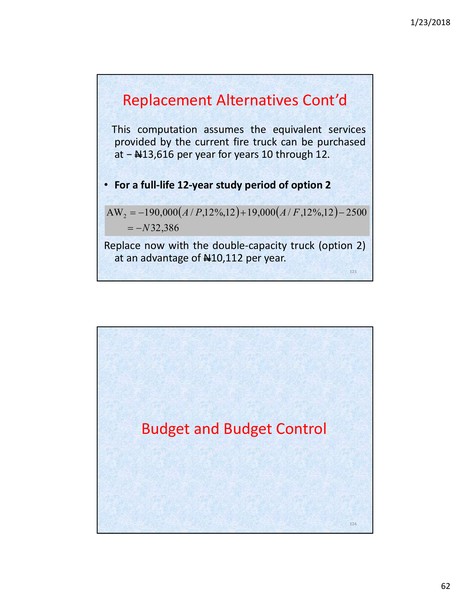 1/23/2018
Replacement Alternatives Cont'd
This computation assumes the equivalent services
provided by the current fire truck can be purchased
at − ₦13,616 per year for years 10 through 12.
• For a full-life 12-year study period of option 2
AW₂ = −190,000(A/P,12%,12)+19,000(A/F,12%,12)−2500
= −N32,386
Replace now with the double-capacity truck (option 2)
at an advantage of ₦10,112 per year.
Budget and Budget Control
62